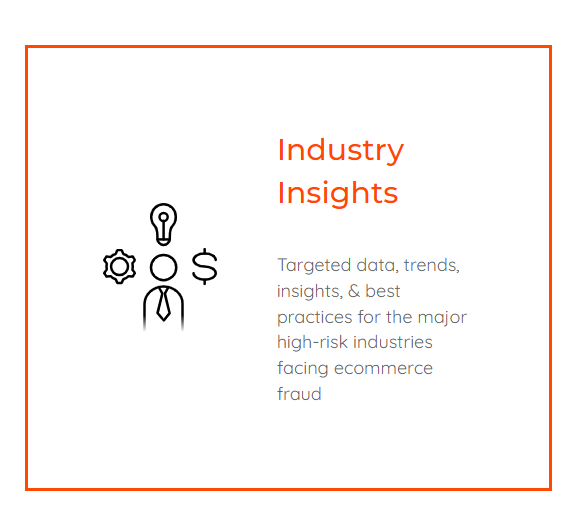 Industry
Insights
Targeted data, trends,
insights, & best
practices for the major
high-risk industries
facing ecommerce
fraud